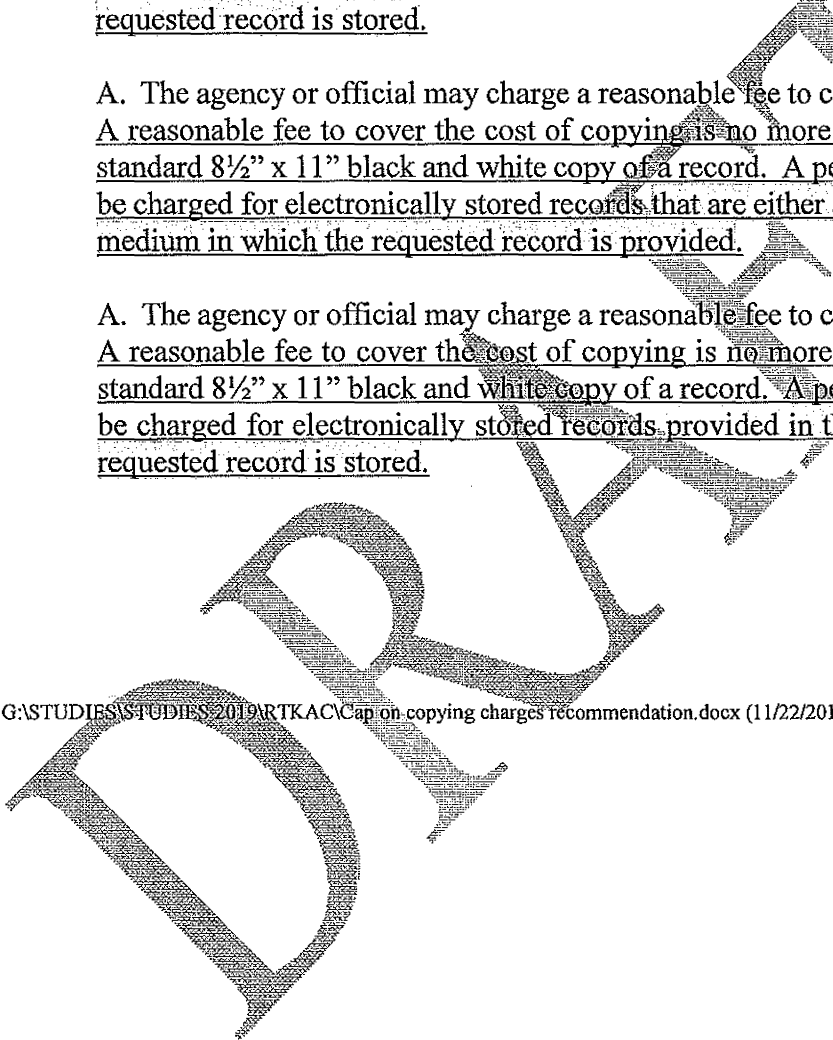 requested record is stored.
A. The agency or official may charge a reasonable fee to c
A reasonable fee to cover the cost of copying is no more
standard 8½” x 11” black and white copy of a record. A pe
be charged for electronically stored records that are either
medium in which the requested record is provided.
A. The agency or official may charge a reasonable fee to c
A reasonable fee to cover the cost of copying is no more
standard 8½” x 11” black and white copy of a record. A pe
be charged for electronically stored records provided in t
requested record is stored.
G:\STUDIES\STUDIES 2019\RTKAC\Cap on copying charges recommendation.docx (11/22/201
DRAFT